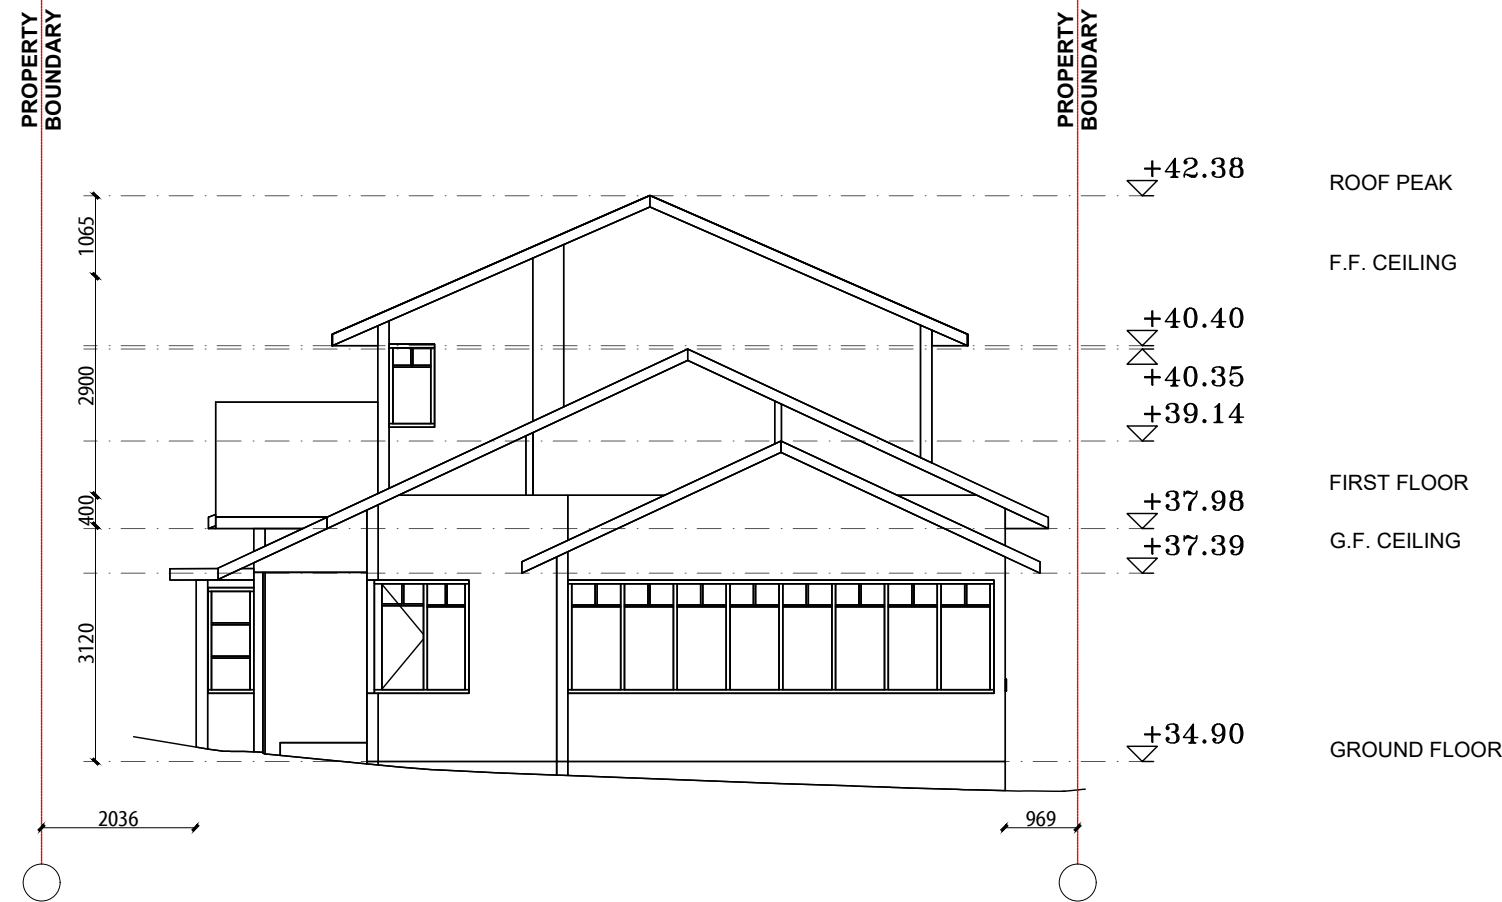 PROPERTY
BOUNDARY
PROPERTY
BOUNDARY
+42.38
ROOF PEAK
1065
F.F. CEILING
+40.40
2900
+40.35
+39.14
FIRST FLOOR
400
+37.98
G.F. CEILING
+37.39
3120
+34.90
GROUND FLOOR
2036
969